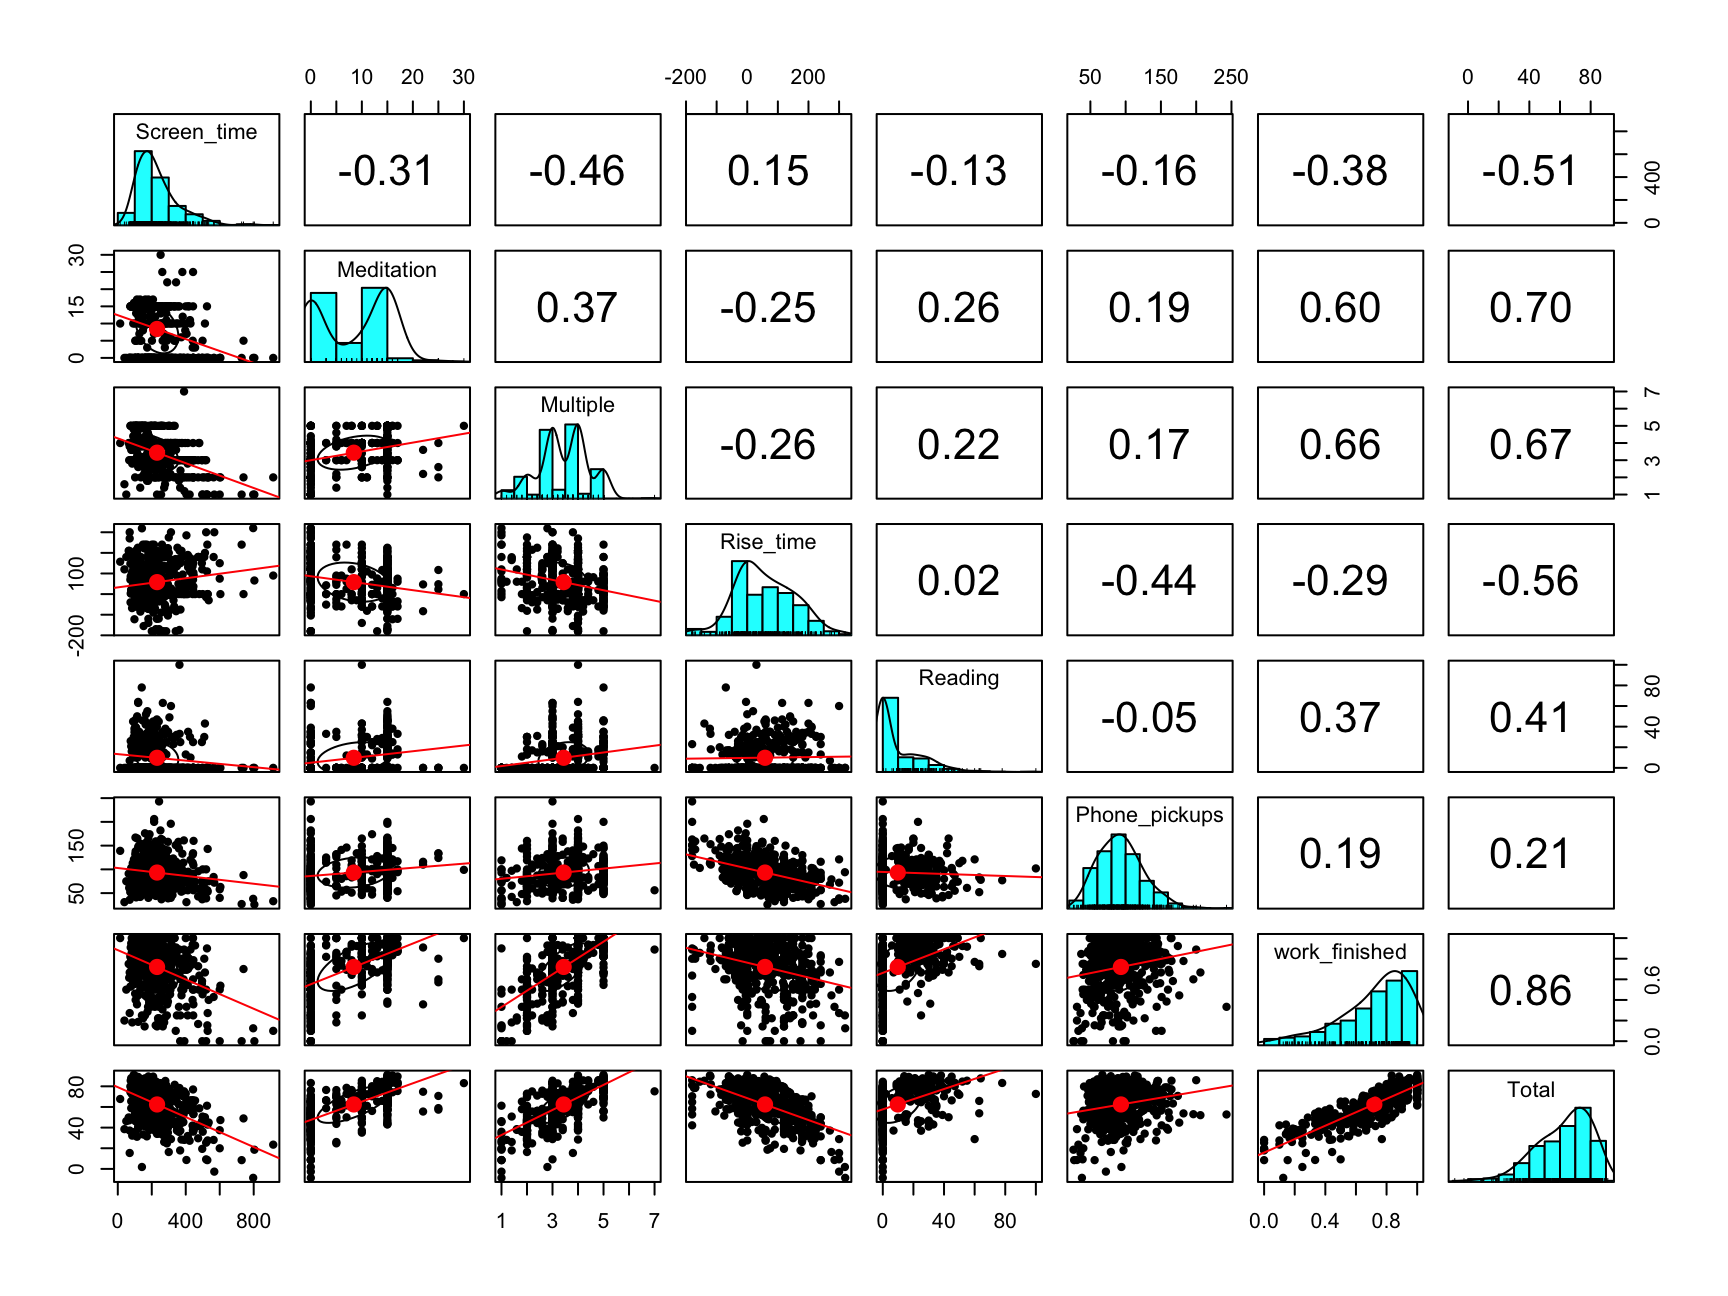 0 10 20 30 -200 0 200 50 150 250 0 40 80
Screen_time -0.31 -0.46 0.15 -0.13 -0.16 -0.38 -0.51 0 400
0 15 30 Meditation 0.37 -0.25 0.26 0.19 0.60 0.70
Multiple -0.26 0.22 0.17 0.66 0.67 1 3 5 7
-200 100 Rise_time 0.02 -0.44 -0.29 -0.56
Reading -0.05 0.37 0.41 0 40 80
50 150 Phone_pickups 0.19 0.21
work_finished 0.86 0.0 0.6
0 40 80 Total
0 400 800 1 3 5 7 0 40 80 0.0 0.4 0.8